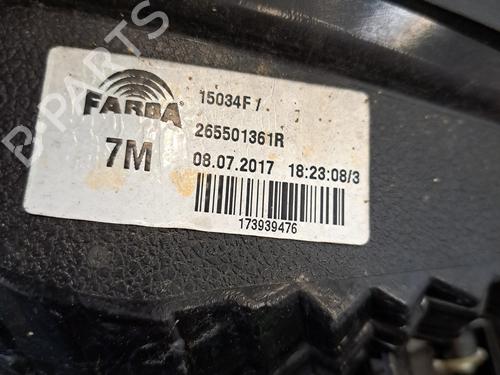 B-PARTS
FARBA
7M
15034F /
265501361R
08.07.2017 18:23:08/3
173939476